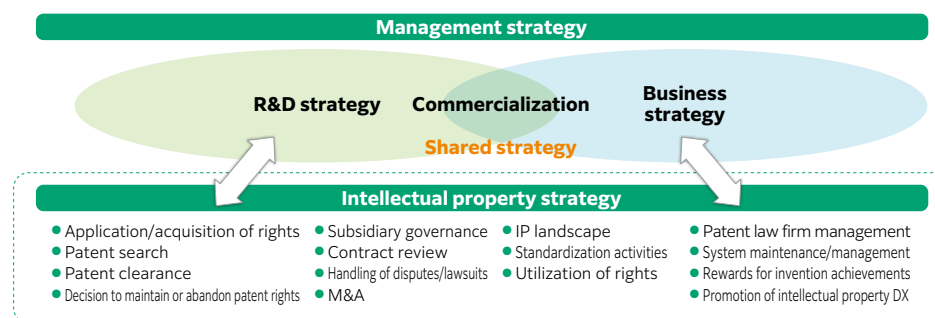 Management strategy
R&D strategy
Commercialization
Business
strategy
Shared strategy
Intellectual property strategy
● Application/acquisition of rights
● Patent search
● Patent clearance
● Decision to maintain or abandon patent rights
● Subsidiary governance
● Contract review
● Handling of disputes/lawsuits
● M&A
● IP landscape
● Standardization activities
● Utilization of rights
● Patent law firm management
● System maintenance/management
● Rewards for invention achievements
● Promotion of intellectual property DX